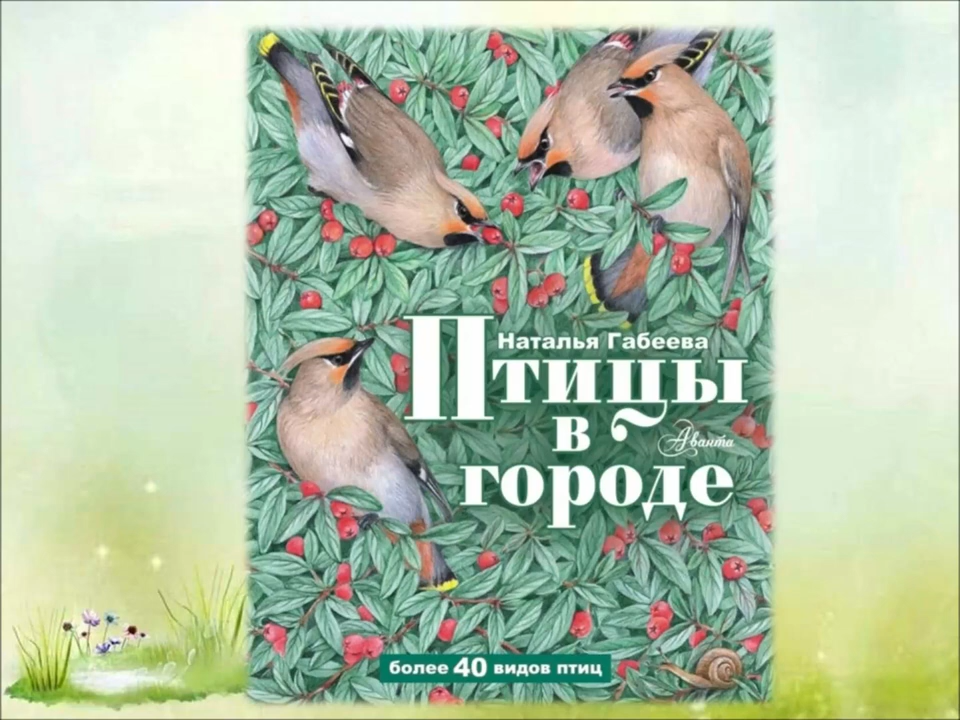 Наталья Габеева
Птицы
в
городе
Аванта
более 40 видов птиц